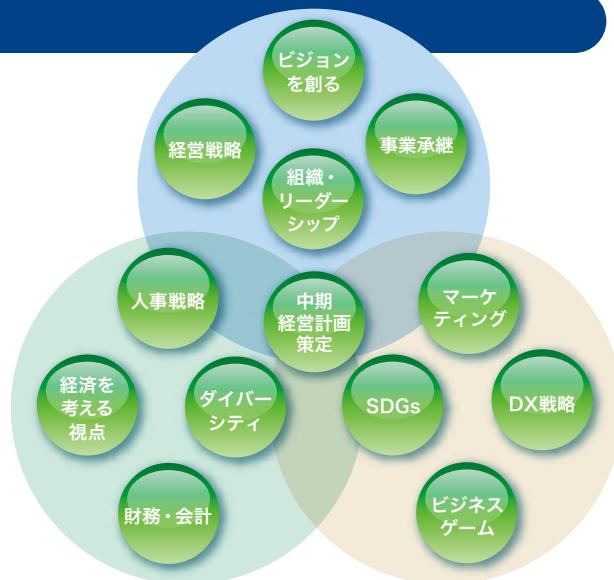 ビジョン
を創る
経営戦略
事業承継
組織・
リーダー
シップ
人事戦略
中期
経営計画
策定
マーケ
ティング
経済を
考える
視点
ダイバー
シティ
SDGs
DX戦略
財務・会計
ビジネス
ゲーム